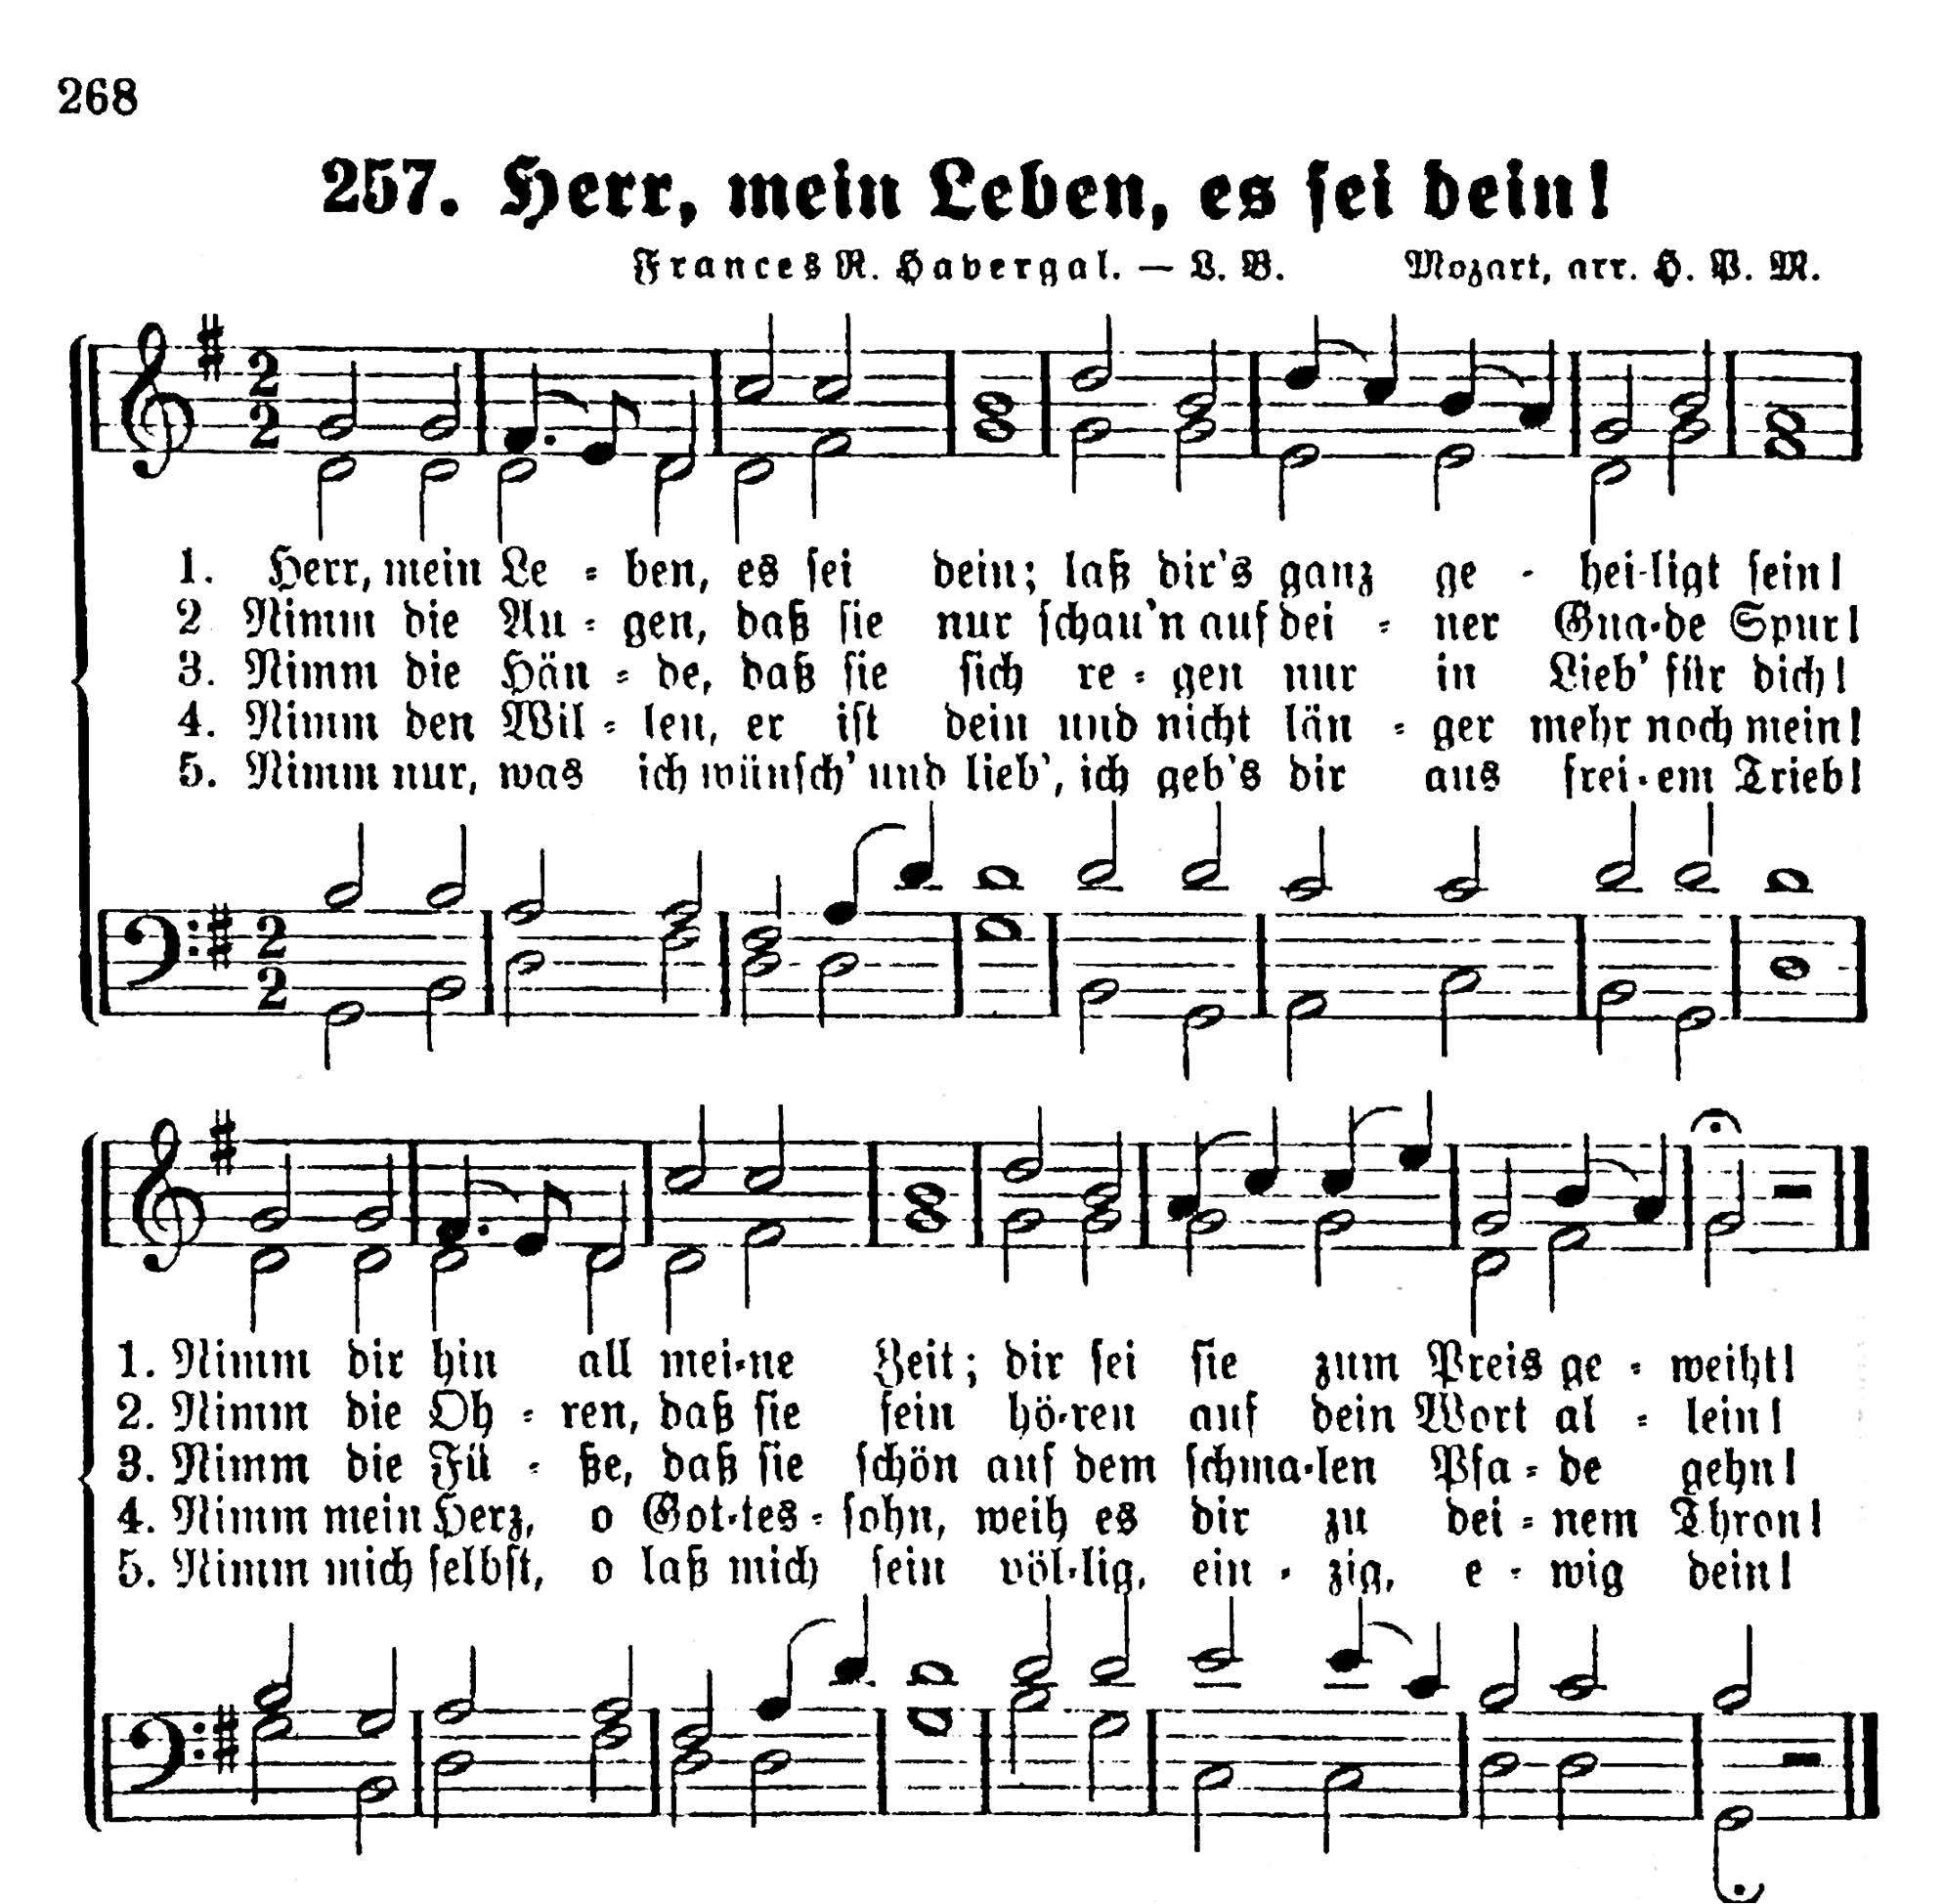 268
257. Herr, mein Leben, es sei dein!
Frances R. Havergal. — L. B. Mozart, arr. H. P. M.
2
2
1. Herr, mein Le - ben, es sei dein; laß dir's ganz ge - hei-ligt sein!
2 Nimm die Au - gen, daß sie nur schau'n auf dei - ner Gna-de Spur!
3. Nimm die Hän - de, daß sie sich re - gen nur in Lieb' für dich!
4. Nimm den Wil - len, er ist dein und nicht län - ger mehr noch mein!
5. Nimm nur, was ich wünsch' und lieb', ich geb's dir aus frei-em Trieb!
2
2
1. Nimm dir hin all mei-ne Zeit; dir sei sie zum Preis ge - weiht!
2. Nimm die Oh - ren, daß sie fein hö-ren auf dein Wort al - lein!
3. Nimm die Fü - ße, daß sie schön auf dem schma-len Pfa - de gehn!
4. Nimm mein Herz, o Got-tes - sohn, weih es dir zu dei - nem Thron!
5. Nimm mich selbst, o laß mich sein völ-lig, ein - zig, e - wig dein!